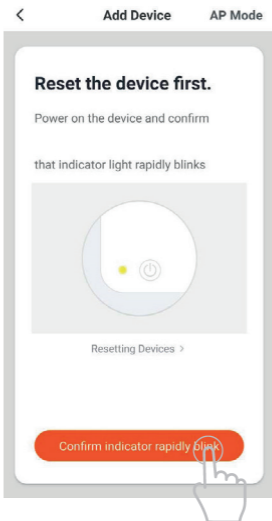 Add Device AP Mode
Reset the device first.
Power on the device and confirm
that indicator light rapidly blinks
Resetting Devices >
Confirm indicator rapidly blink